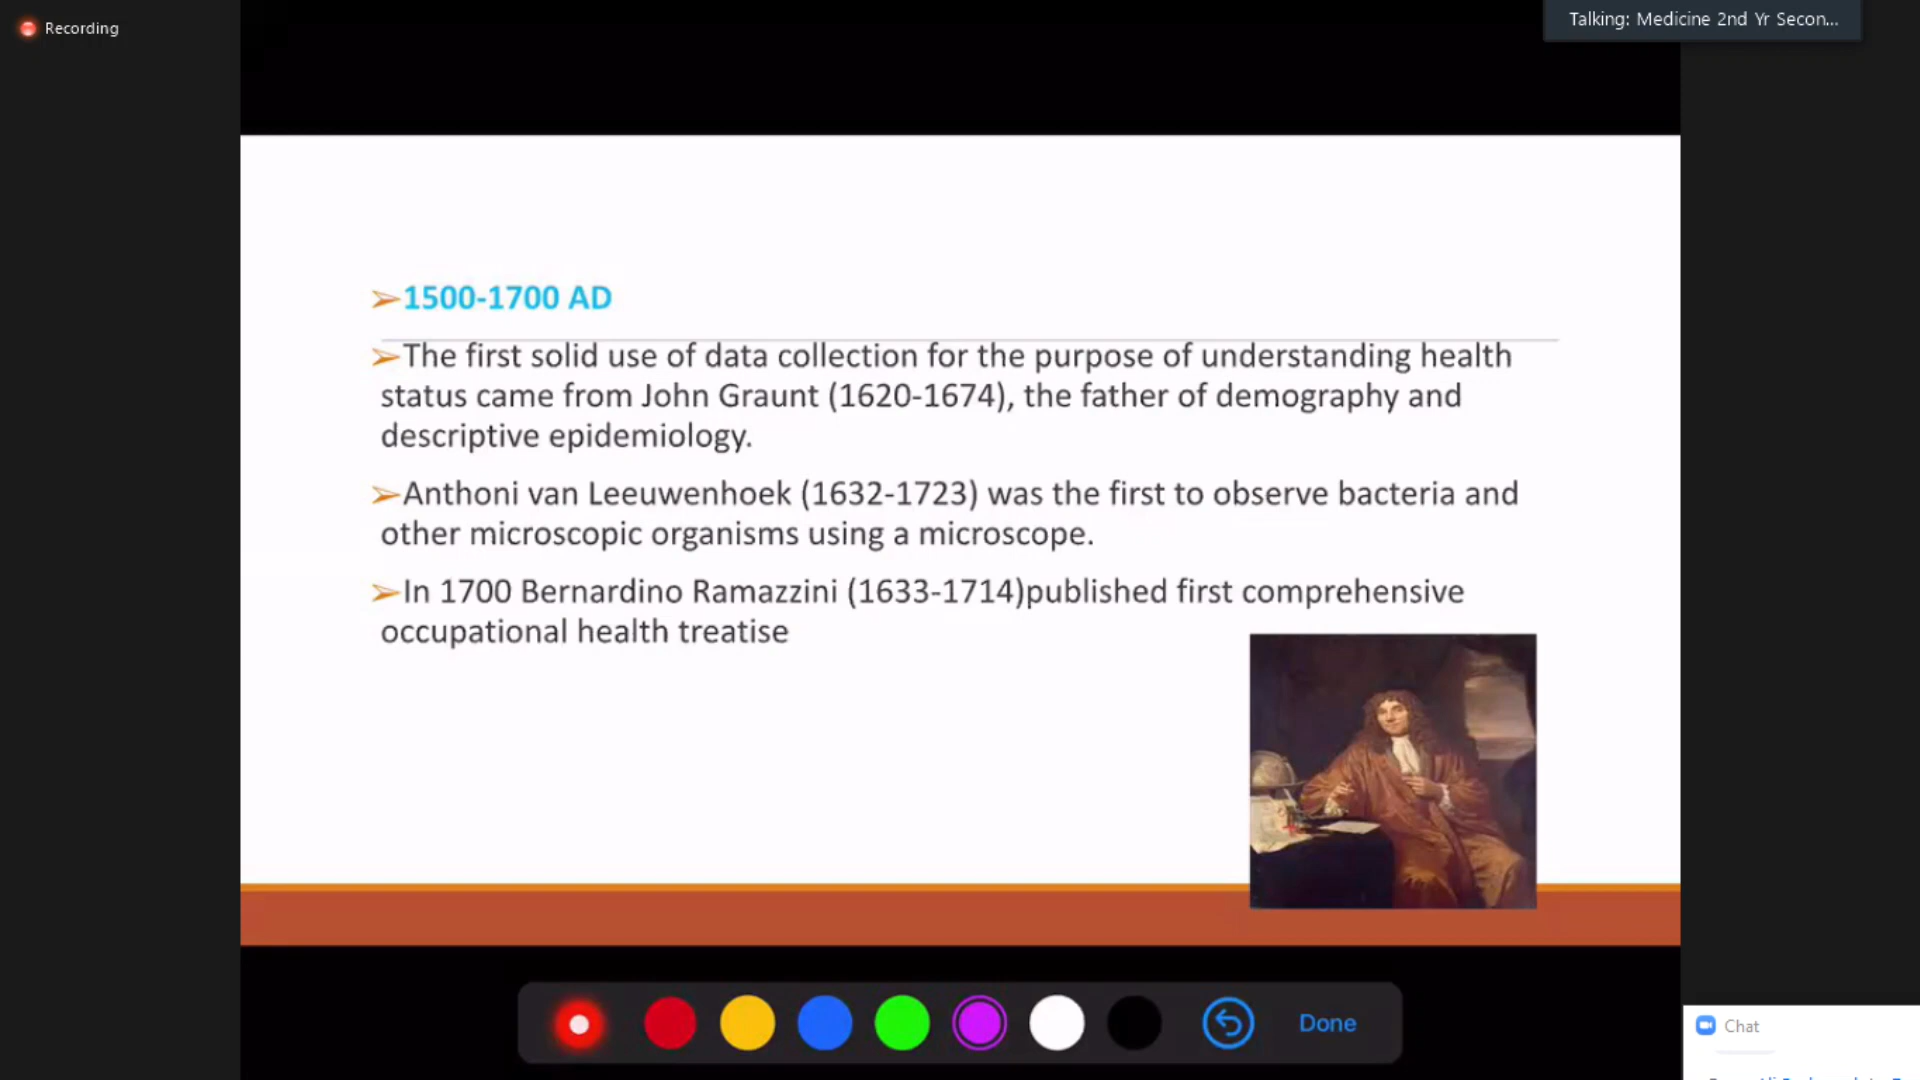 Recording
Talking: Medicine 2nd Yr Secon...
➢1500-1700 AD
➢The first solid use of data collection for the purpose of understanding health
status came from John Graunt (1620-1674), the father of demography and
descriptive epidemiology.
➢Anthoni van Leeuwenhoek (1632-1723) was the first to observe bacteria and
other microscopic organisms using a microscope.
➢In 1700 Bernardino Ramazzini (1633-1714)published first comprehensive
occupational health treatise
Done
Chat